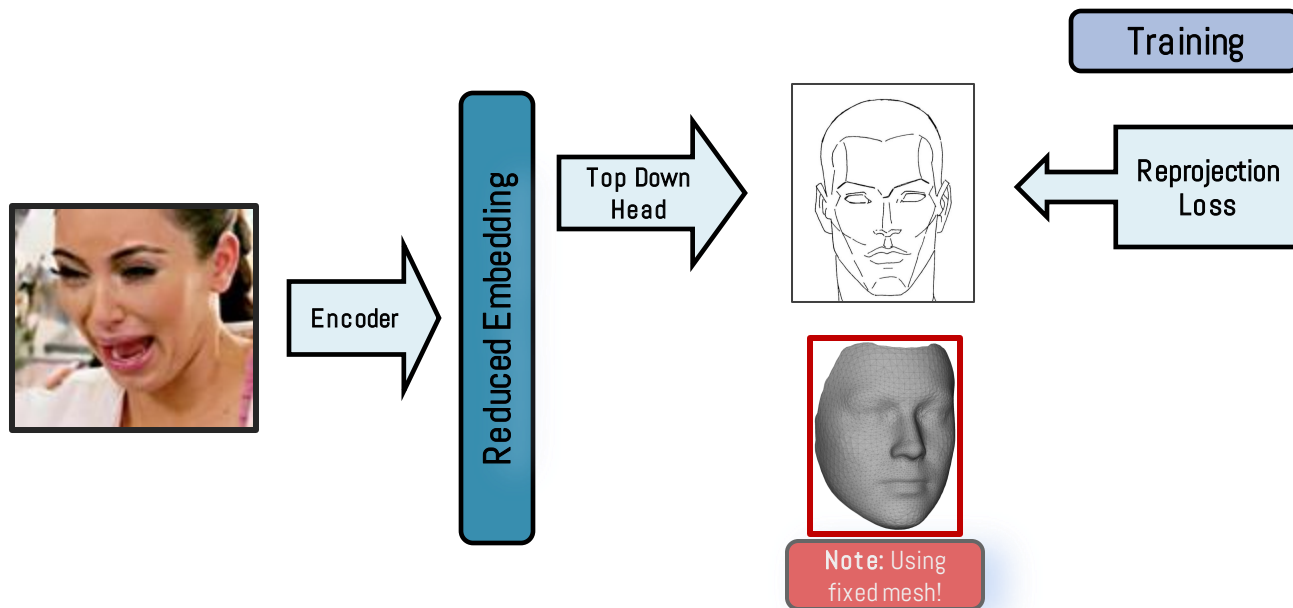 Training
Encoder
Reduced Embedding
Top Down
Head
Reprojection
Loss
Note: Using
fixed mesh!